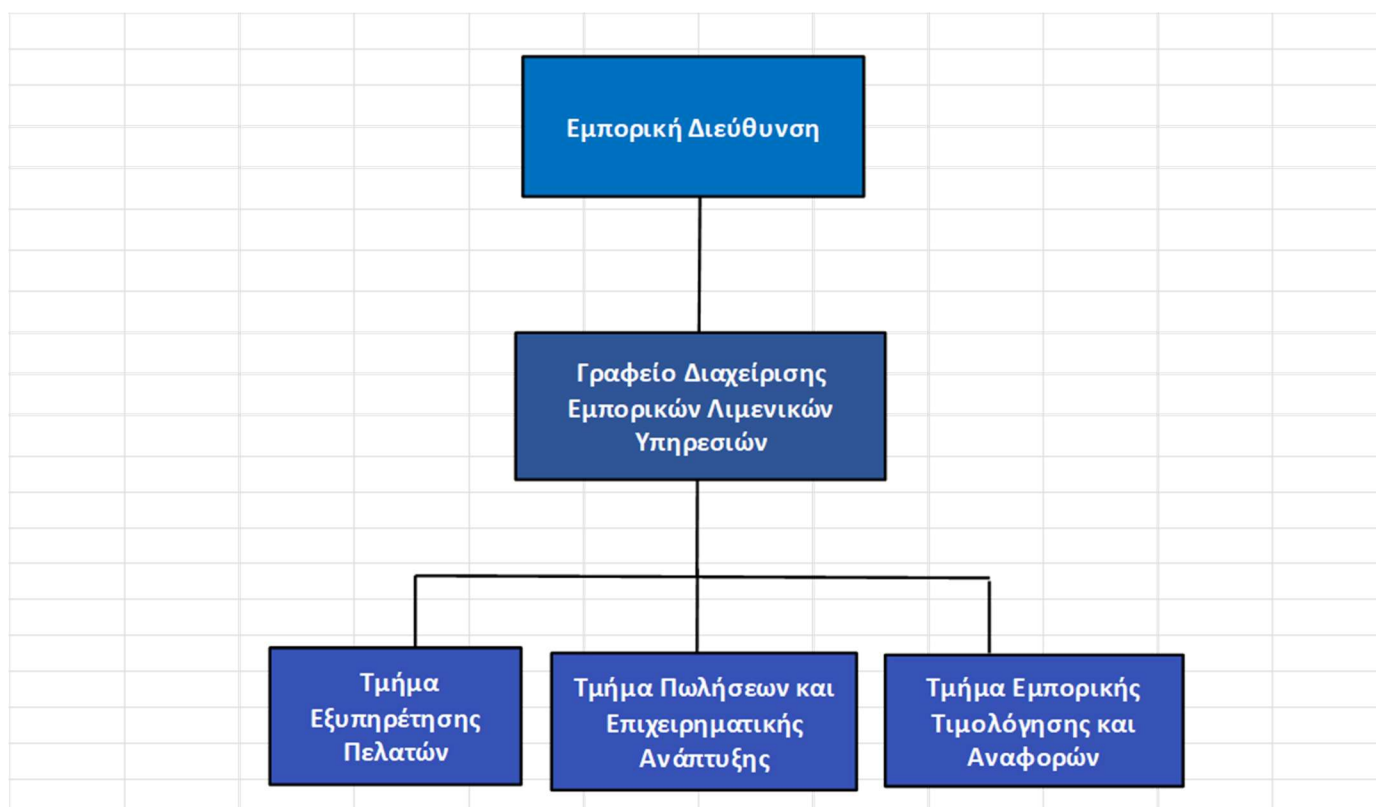 Εμπορική Διεύθυνση
Γραφείο Διαχείρισης
Εμπορικών Λιμενικών
Υπηρεσιών
Τμήμα
Εξυπηρέτησης
Πελατών
Τμήμα Πωλήσεων και
Επιχειρηματικής
Ανάπτυξης
Τμήμα Εμπορικής
Τιμολόγησης και
Αναφορών